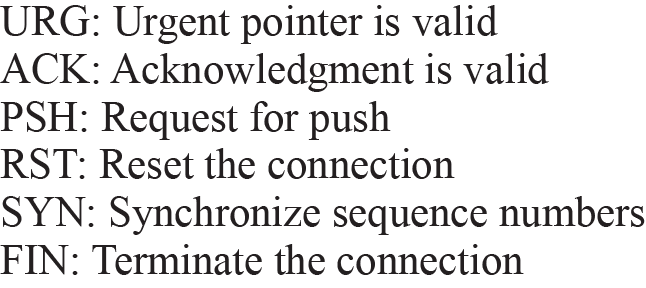 URG: Urgent pointer is valid
ACK: Acknowledgment is valid
PSH: Request for push
RST: Reset the connection
SYN: Synchronize sequence numbers
FIN: Terminate the connection